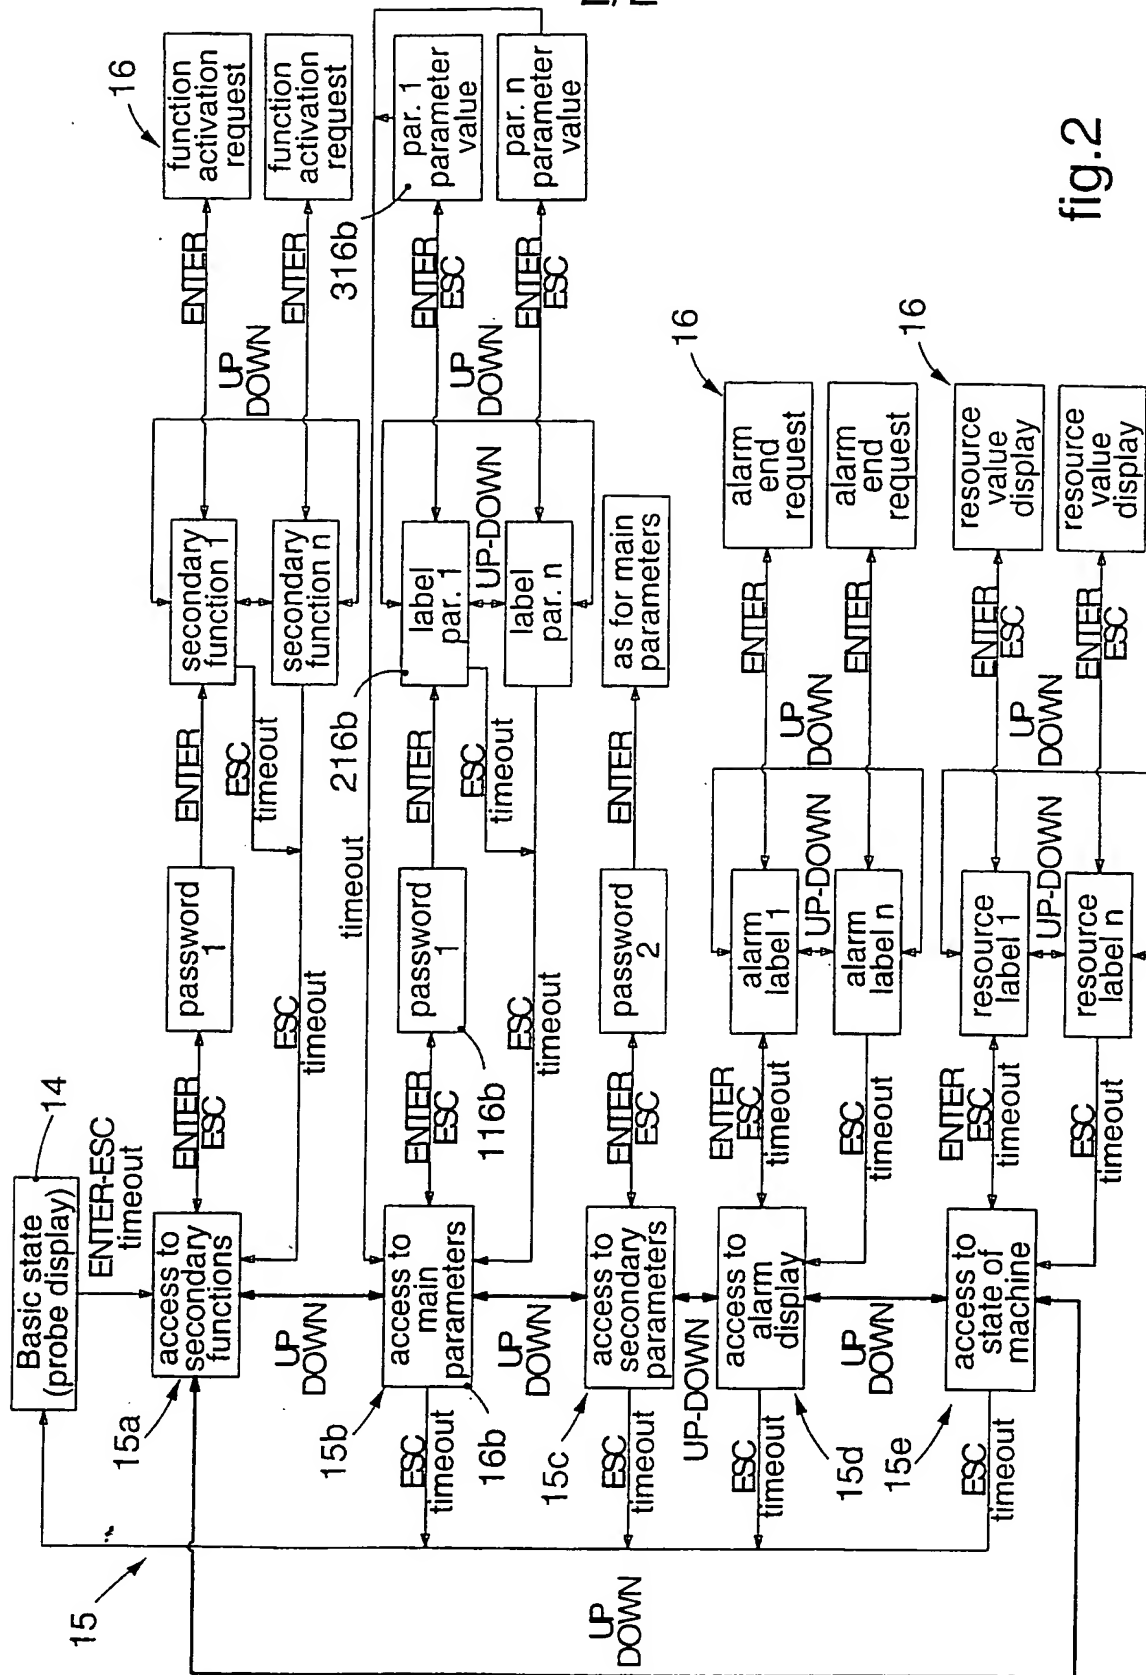 Basic state
(probe display)
14
ENTER-ESC
timeout
15
15a
access to
secondary
functions
ENTER
ESC
password
1
ENTER
secondary
function 1
ENTER
function
activation
request
16
ESC
timeout
UP
DOWN
secondary
function n
ENTER
function
activation
request
ESC
timeout
UP
DOWN
timeout
15b
access to
main
parameters
16b
ENTER
ESC
password
1
116b
ENTER
label
par. 1
216b
ENTER
ESC
par. 1
parameter
value
316b
ESC
timeout
UP-DOWN
UP
DOWN
label
par. n
ENTER
ESC
par. n
parameter
value
ESC
timeout
ESC
timeout
UP
DOWN
15c
access to
secondary
parameters
ENTER
ESC
password
2
ENTER
as for main
parameters
ESC
timeout
UP-DOWN
15d
access to
alarm
display
ENTER
ESC
timeout
alarm
label 1
ENTER
alarm
end
request
16
UP-DOWN
UP
DOWN
alarm
label n
ENTER
alarm
end
request
ESC
timeout
ESC
timeout
UP
DOWN
15e
access to
state of
machine
ENTER
ESC
timeout
resource
label 1
ENTER
ESC
resource
value
display
16
UP-DOWN
UP
DOWN
resource
label n
ENTER
ESC
resource
value
display
ESC
timeout
ESC
timeout
UP
DOWN
fig.2